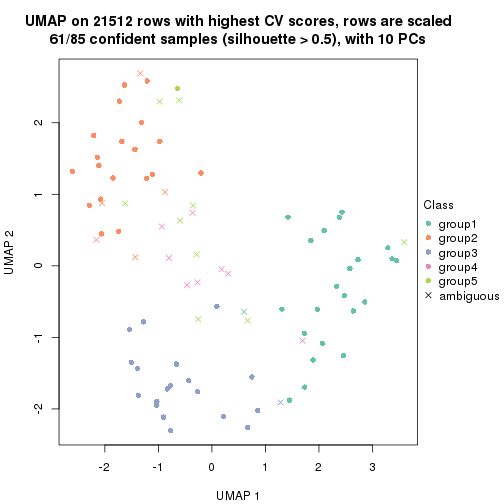 UMAP on 21512 rows with highest CV scores, rows are scaled
61/85 confident samples (silhouette > 0.5), with 10 PCs
UMAP 2
2
1
0
-1
-2
-2
-1
0
1
2
3
UMAP 1
Class
group1
group2
group3
group4
group5
ambiguous